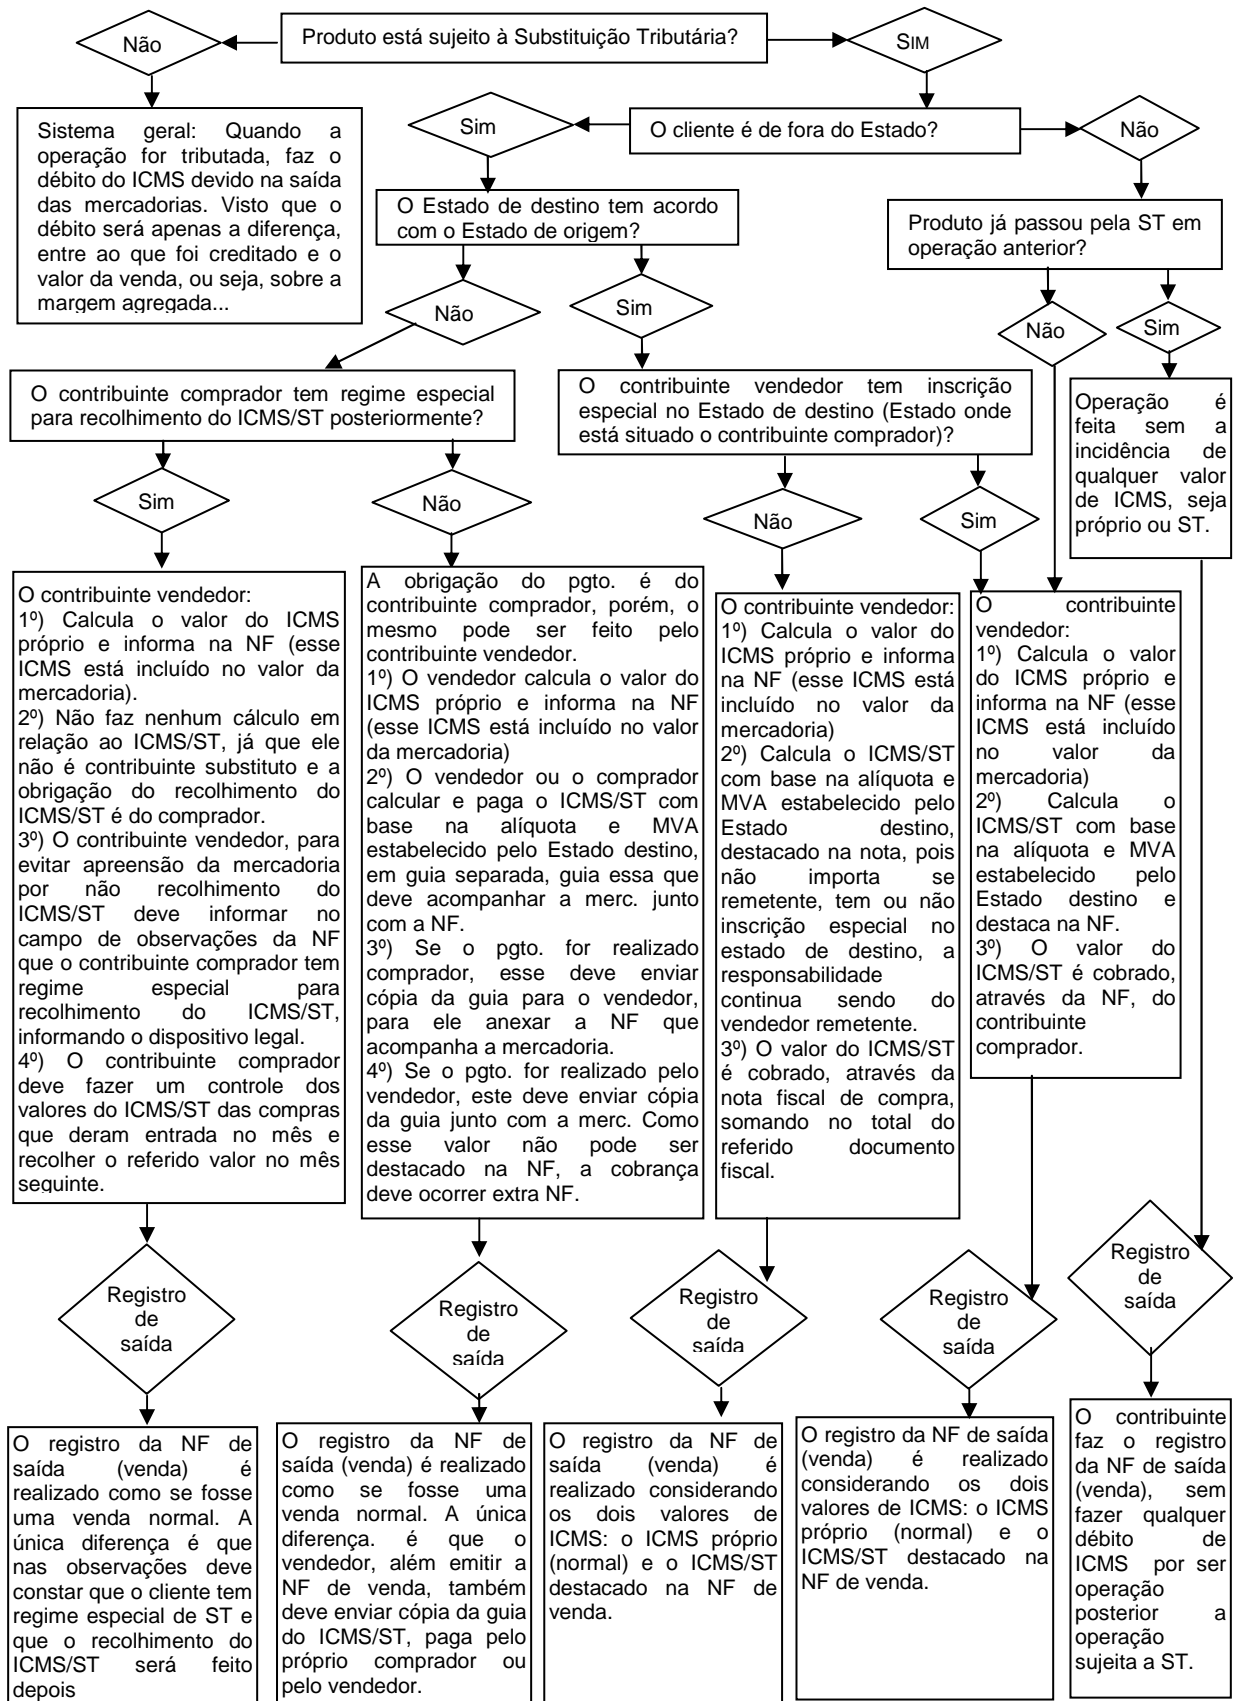 Produto está sujeito à Substituição Tributária?
Não
SIM
Sistema geral: Quando a
operação for tributada, faz o
débito do ICMS devido na saída
das mercadorias. Visto que o
débito será apenas a diferença,
entre ao que foi creditado e o
valor da venda, ou seja, sobre a
margem agregada...
Sim
O cliente é de fora do Estado?
Não
O Estado de destino tem acordo
com o Estado de origem?
Produto já passou pela ST em
operação anterior?
Não
Sim
Não
Sim
O contribuinte comprador tem regime especial
para recolhimento do ICMS/ST posteriormente?
O contribuinte vendedor tem inscrição
especial no Estado de destino (Estado onde
está situado o contribuinte comprador)?
Operação é
feita sem a
incidência de
qualquer valor
de ICMS, seja
próprio ou ST.
Sim
Não
Não
Sim
O contribuinte vendedor:
1º) Calcula o valor do ICMS
próprio e informa na NF (esse
ICMS está incluído no valor da
mercadoria).
2º) Não faz nenhum cálculo em
relação ao ICMS/ST, já que ele
não é contribuinte substituto e a
obrigação do recolhimento do
ICMS/ST é do comprador.
3º) O contribuinte vendedor, para
evitar apreensão da mercadoria
por não recolhimento do
ICMS/ST deve informar no
campo de observações da NF
que o contribuinte comprador tem
regime especial para
recolhimento do ICMS/ST,
informando o dispositivo legal.
4º) O contribuinte comprador
deve fazer um controle dos
valores do ICMS/ST das compras
que deram entrada no mês e
recolher o referido valor no mês
seguinte.
A obrigação do pgto. é do
contribuinte comprador, porém, o
mesmo pode ser feito pelo
contribuinte vendedor.
1º) O vendedor calcula o valor do
ICMS próprio e informa na NF
(esse ICMS está incluído no valor
da mercadoria)
2º) O vendedor ou o comprador
calcular e paga o ICMS/ST com
base na alíquota e MVA
estabelecido pelo Estado destino,
em guia separada, guia essa que
deve acompanhar a merc. junto
com a NF.
3º) Se o pgto. for realizado
comprador, esse deve enviar
cópia da guia para o vendedor,
para ele anexar a NF que
acompanha a mercadoria.
4º) Se o pgto. for realizado pelo
vendedor, este deve enviar cópia
da guia junto com a merc. Como
esse valor não pode ser
destacado na NF, a cobrança
deve ocorrer extra NF.
O contribuinte vendedor:
1º) Calcula o valor do
ICMS próprio e informa
na NF (esse ICMS está
incluído no valor da
mercadoria)
2º) Calcula o ICMS/ST
com base na alíquota e
MVA estabelecido pelo
Estado destino,
destacado na nota, pois
não importa se
remetente, tem ou não
inscrição especial no
estado de destino, a
responsabilidade
continua sendo do
vendedor remetente.
3º) O valor do ICMS/ST
é cobrado, através da
nota fiscal de compra,
somando no total do
referido documento
fiscal.
O contribuinte
vendedor:
1º) Calcula o valor
do ICMS próprio e
informa na NF (esse
ICMS está incluído
no valor da
mercadoria)
2º) Calcula o
ICMS/ST com base
na alíquota e MVA
estabelecido pelo
Estado destino e
destaca na NF.
3º) O valor do
ICMS/ST é cobrado,
através da NF, do
contribuinte
comprador.
Registro
de
saída
Registro
de
saída
Registro
de
saída
Registro
de
saída
Registro
de
saída
O registro da NF de
saída (venda) é
realizado como se fosse
uma venda normal. A
única diferença é que
nas observações deve
constar que o cliente tem
regime especial de ST e
que o recolhimento do
ICMS/ST será feito
depois
O registro da NF de
saída (venda) é realizado
como se fosse uma
venda normal. A única
diferença. é que o
vendedor, além emitir a
NF de venda, também
deve enviar cópia da guia
do ICMS/ST, paga pelo
próprio comprador ou
pelo vendedor.
O registro da NF de
saída (venda) é
realizado considerando
os dois valores de
ICMS: o ICMS próprio
(normal) e o ICMS/ST
destacado na NF de
venda.
O registro da NF de saída
(venda) é realizado
considerando os dois
valores de ICMS: o ICMS
próprio (normal) e o
ICMS/ST destacado na
NF de venda.
O contribuinte
faz o registro
da NF de saída
(venda), sem
fazer qualquer
débito de
ICMS por ser
operação
posterior a
operação
sujeita a ST.